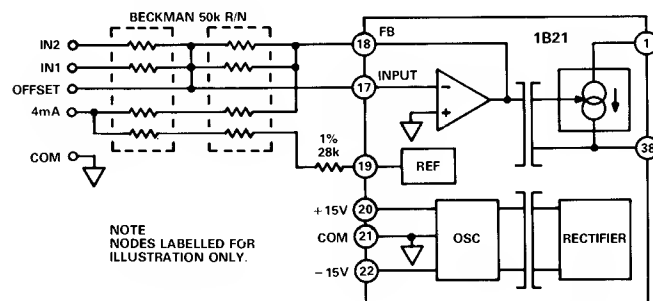 BECKMAN 50k R/N
IN2
IN1
OFFSET
4mA
COM
NOTE
NODES LABELLED FOR
ILLUSTRATION ONLY.
1%
28k
18
FB
17
INPUT
19
REF
1B21
1
38
+15V
20
COM
21
-15V
22
OSC
RECTIFIER